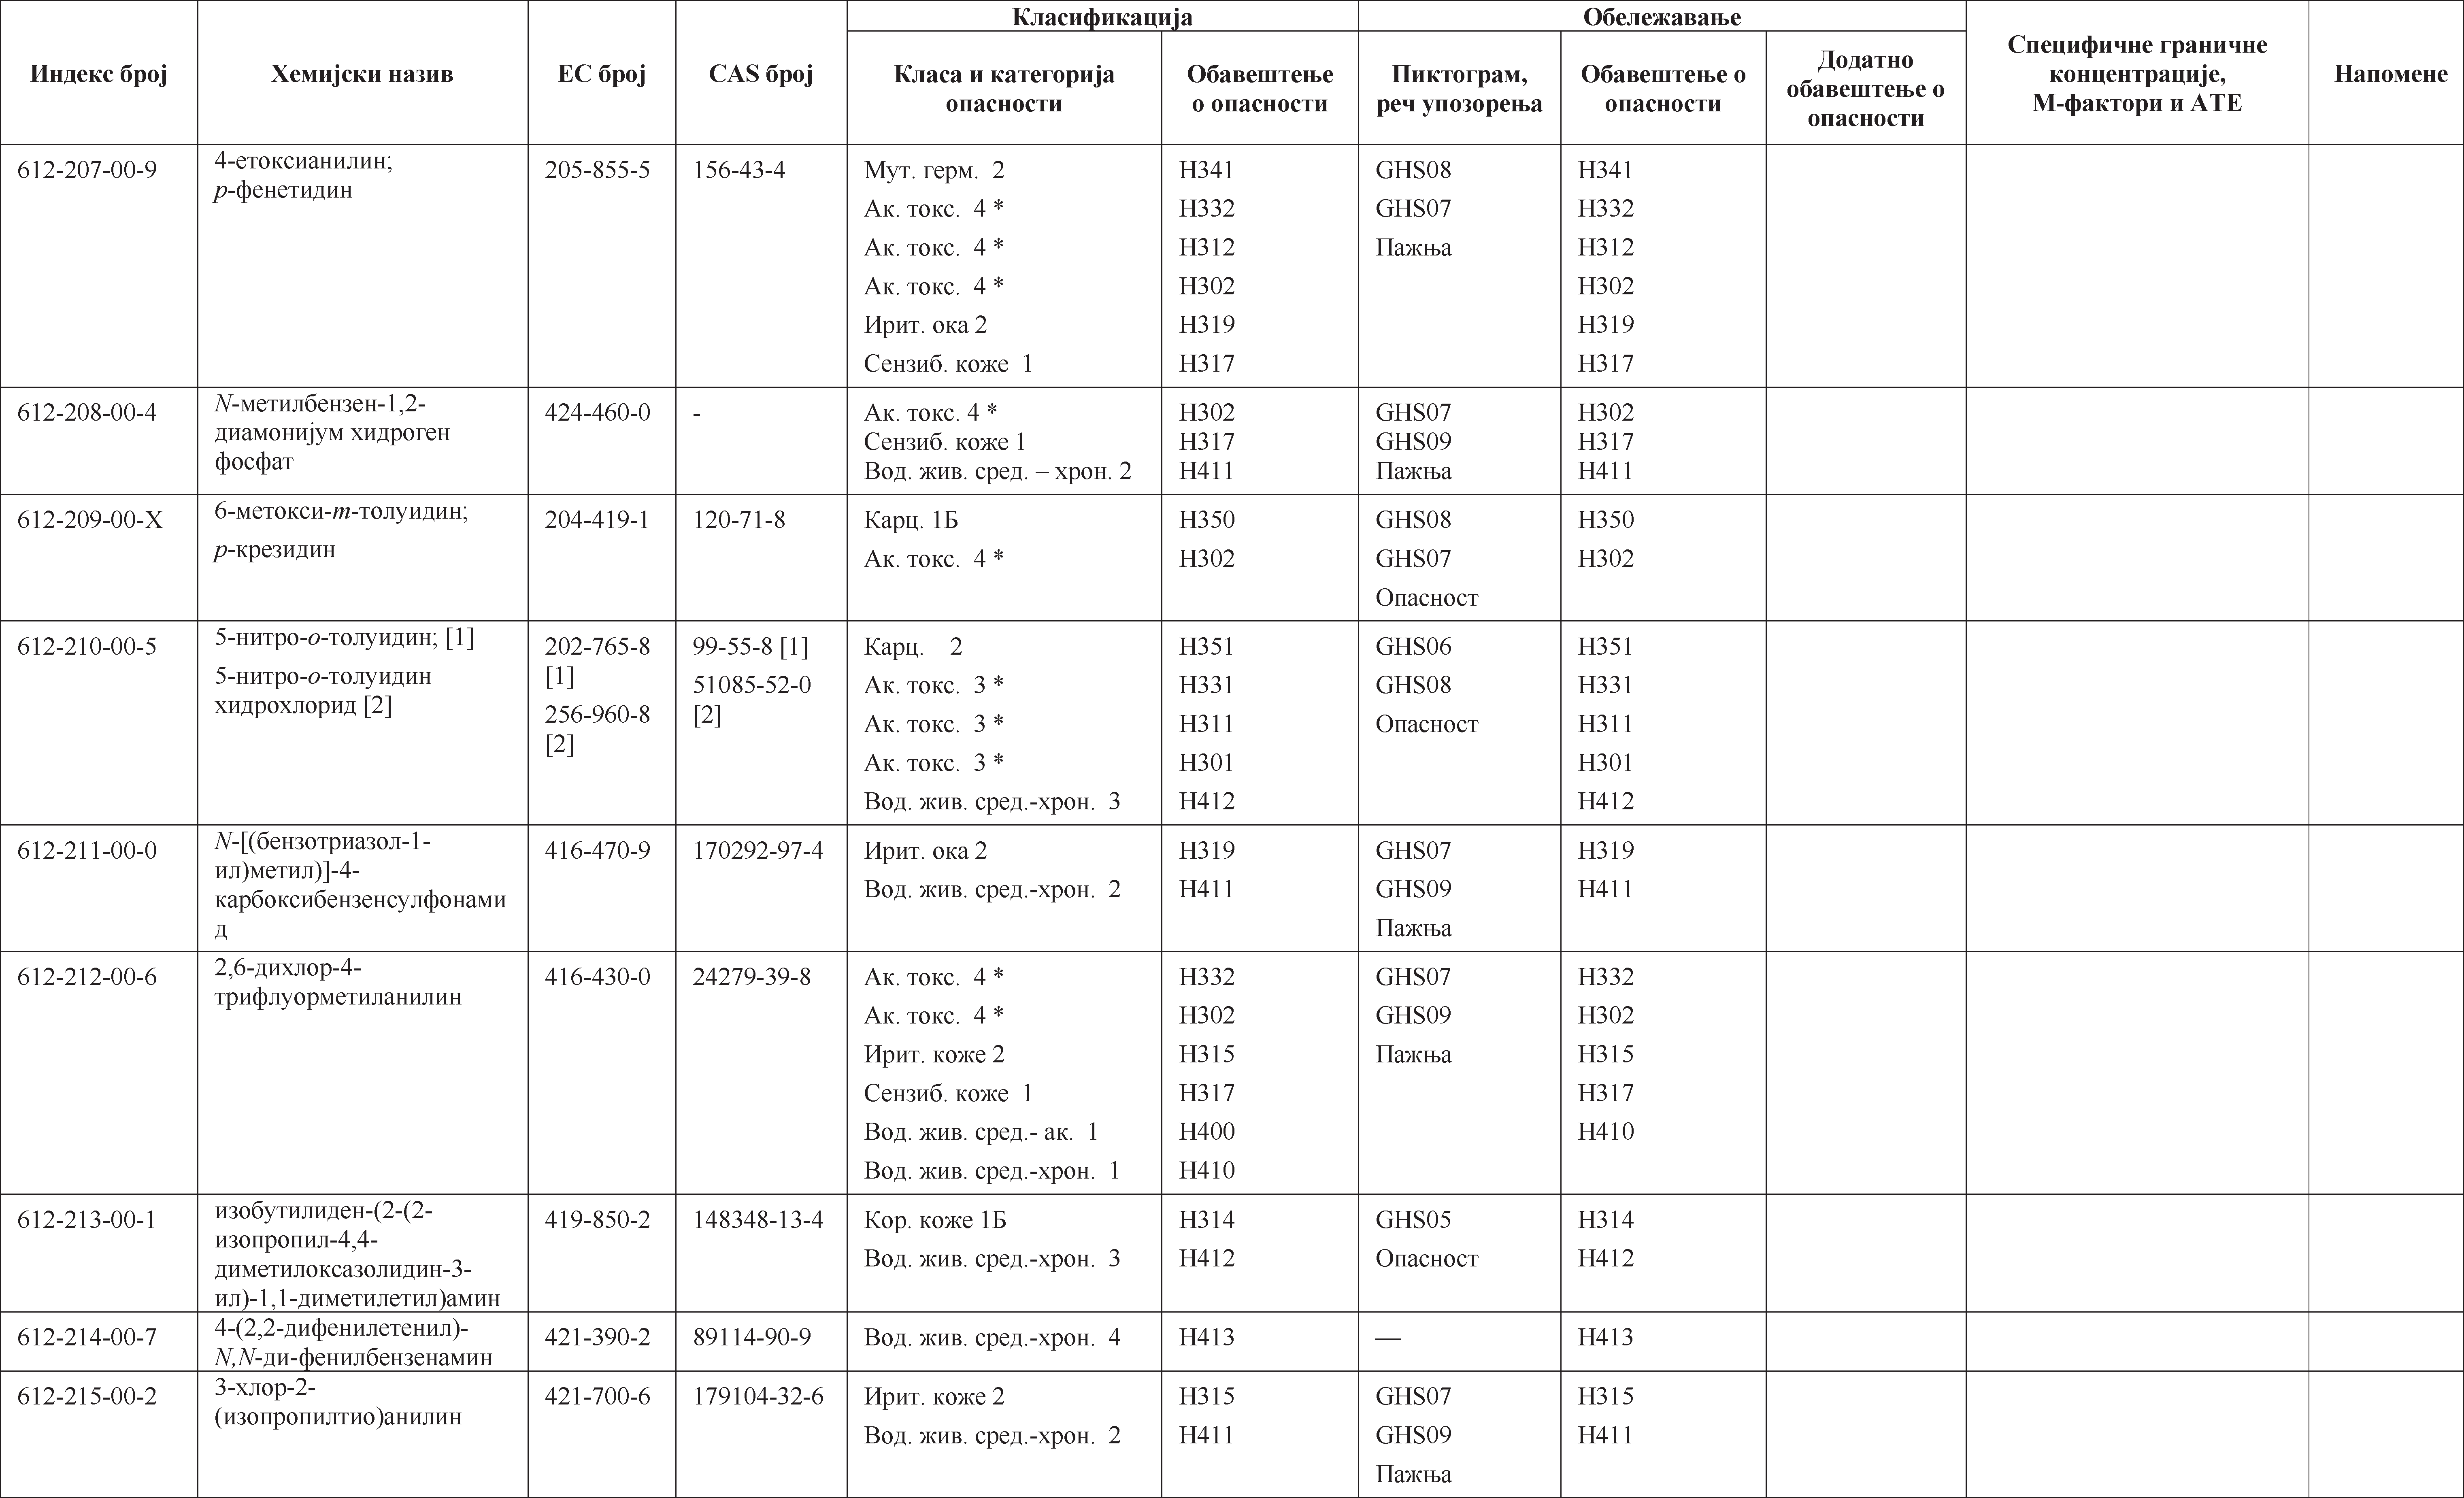 Индекс број
Хемијски назив
ЕС број
CAS број
Класификација
Обележавање
Специфичне граничне
концентрације,
М-фактори и АТЕ
Напомене
Класа и категорија
опасности
Обавештење
о опасности
Пиктограм,
реч упозорења
Обавештење о
опасности
Додатно
обавештење о
опасности
612-207-00-9
4-етоксианилин;
p-фенетидин
205-855-5
156-43-4
Мут. герм. 2
Ак. токс. 4 *
Ак. токс. 4 *
Ак. токс. 4 *
Ирит. ока 2
Сензиб. коже 1
H341
H332
H312
H302
H319
H317
GHS08
GHS07
Пажња
H341
H332
H312
H302
H319
H317
612-208-00-4
N-метилбензен-1,2-
диамонијум хидроген
фосфат
424-460-0
-
Ак. токс. 4 *
Сензиб. коже 1
Вод. жив. сред. – хрон. 2
H302
H317
H411
GHS07
GHS09
Пажња
H302
H317
H411
612-209-00-X
6-метокси-m-толуидин;
p-крезидин
204-419-1
120-71-8
Карц. 1Б
Ак. токс. 4 *
H350
H302
GHS08
GHS07
Опасност
H350
H302
612-210-00-5
5-нитро-o-толуидин; [1]
5-нитро-o-толуидин
хидрохлорид [2]
202-765-8
[1]
256-960-8
[2]
99-55-8 [1]
51085-52-0
[2]
Карц. 2
Ак. токс. 3 *
Ак. токс. 3 *
Ак. токс. 3 *
Вод. жив. сред.-хрон. 3
H351
H331
H311
H301
H412
GHS06
GHS08
Опасност
H351
H331
H311
H301
H412
612-211-00-0
N-[(бензотриазол-1-
ил)метил)]-4-
карбоксибензенсулфонами
д
416-470-9
170292-97-4
Ирит. ока 2
Вод. жив. сред.-хрон. 2
H319
H411
GHS07
GHS09
Пажња
H319
H411
612-212-00-6
2,6-дихлор-4-
трифлуорметиланилин
416-430-0
24279-39-8
Ак. токс. 4 *
Ак. токс. 4 *
Ирит. коже 2
Сензиб. коже 1
Вод. жив. сред.- ак. 1
Вод. жив. сред.-хрон. 1
H332
H302
H315
H317
H400
H410
GHS07
GHS09
Пажња
H332
H302
H315
H317
H410
612-213-00-1
изобутилиден-(2-(2-
изопропил-4,4-
диметилоксазолидин-3-
ил)-1,1-диметилетил)амин
419-850-2
148348-13-4
Кор. коже 1Б
Вод. жив. сред.-хрон. 3
H314
H412
GHS05
Опасност
H314
H412
612-214-00-7
4-(2,2-дифенилетенил)-
N,N-ди-фенилбензенамин
421-390-2
89114-90-9
Вод. жив. сред.-хрон. 4
H413
—
H413
612-215-00-2
3-хлор-2-
(изопропилтио)анилин
421-700-6
179104-32-6
Ирит. коже 2
Вод. жив. сред.-хрон. 2
H315
H411
GHS07
GHS09
Пажња
H315
H411